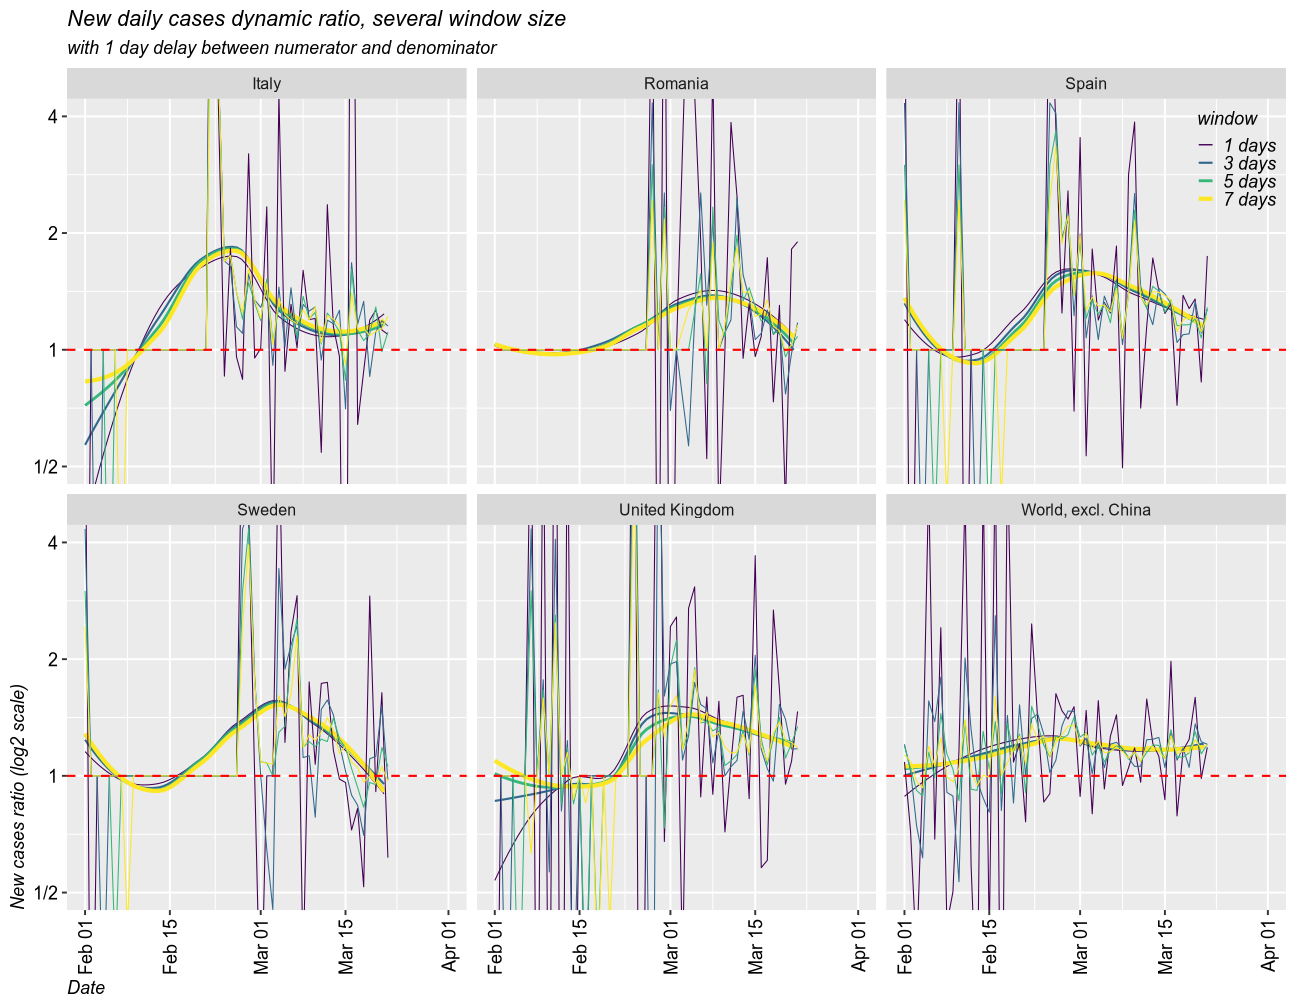 New daily cases dynamic ratio, several window size
with 1 day delay between numerator and denominator
Italy
Romania
Spain
4
2
1
1/2
window
1 days
3 days
5 days
7 days
Sweden
United Kingdom
World, excl. China
4
2
1
1/2
New cases ratio (log2 scale)
Feb 01
Feb 15
Mar 01
Mar 15
Apr 01
Feb 01
Feb 15
Mar 01
Mar 15
Apr 01
Feb 01
Feb 15
Mar 01
Mar 15
Apr 01
Date